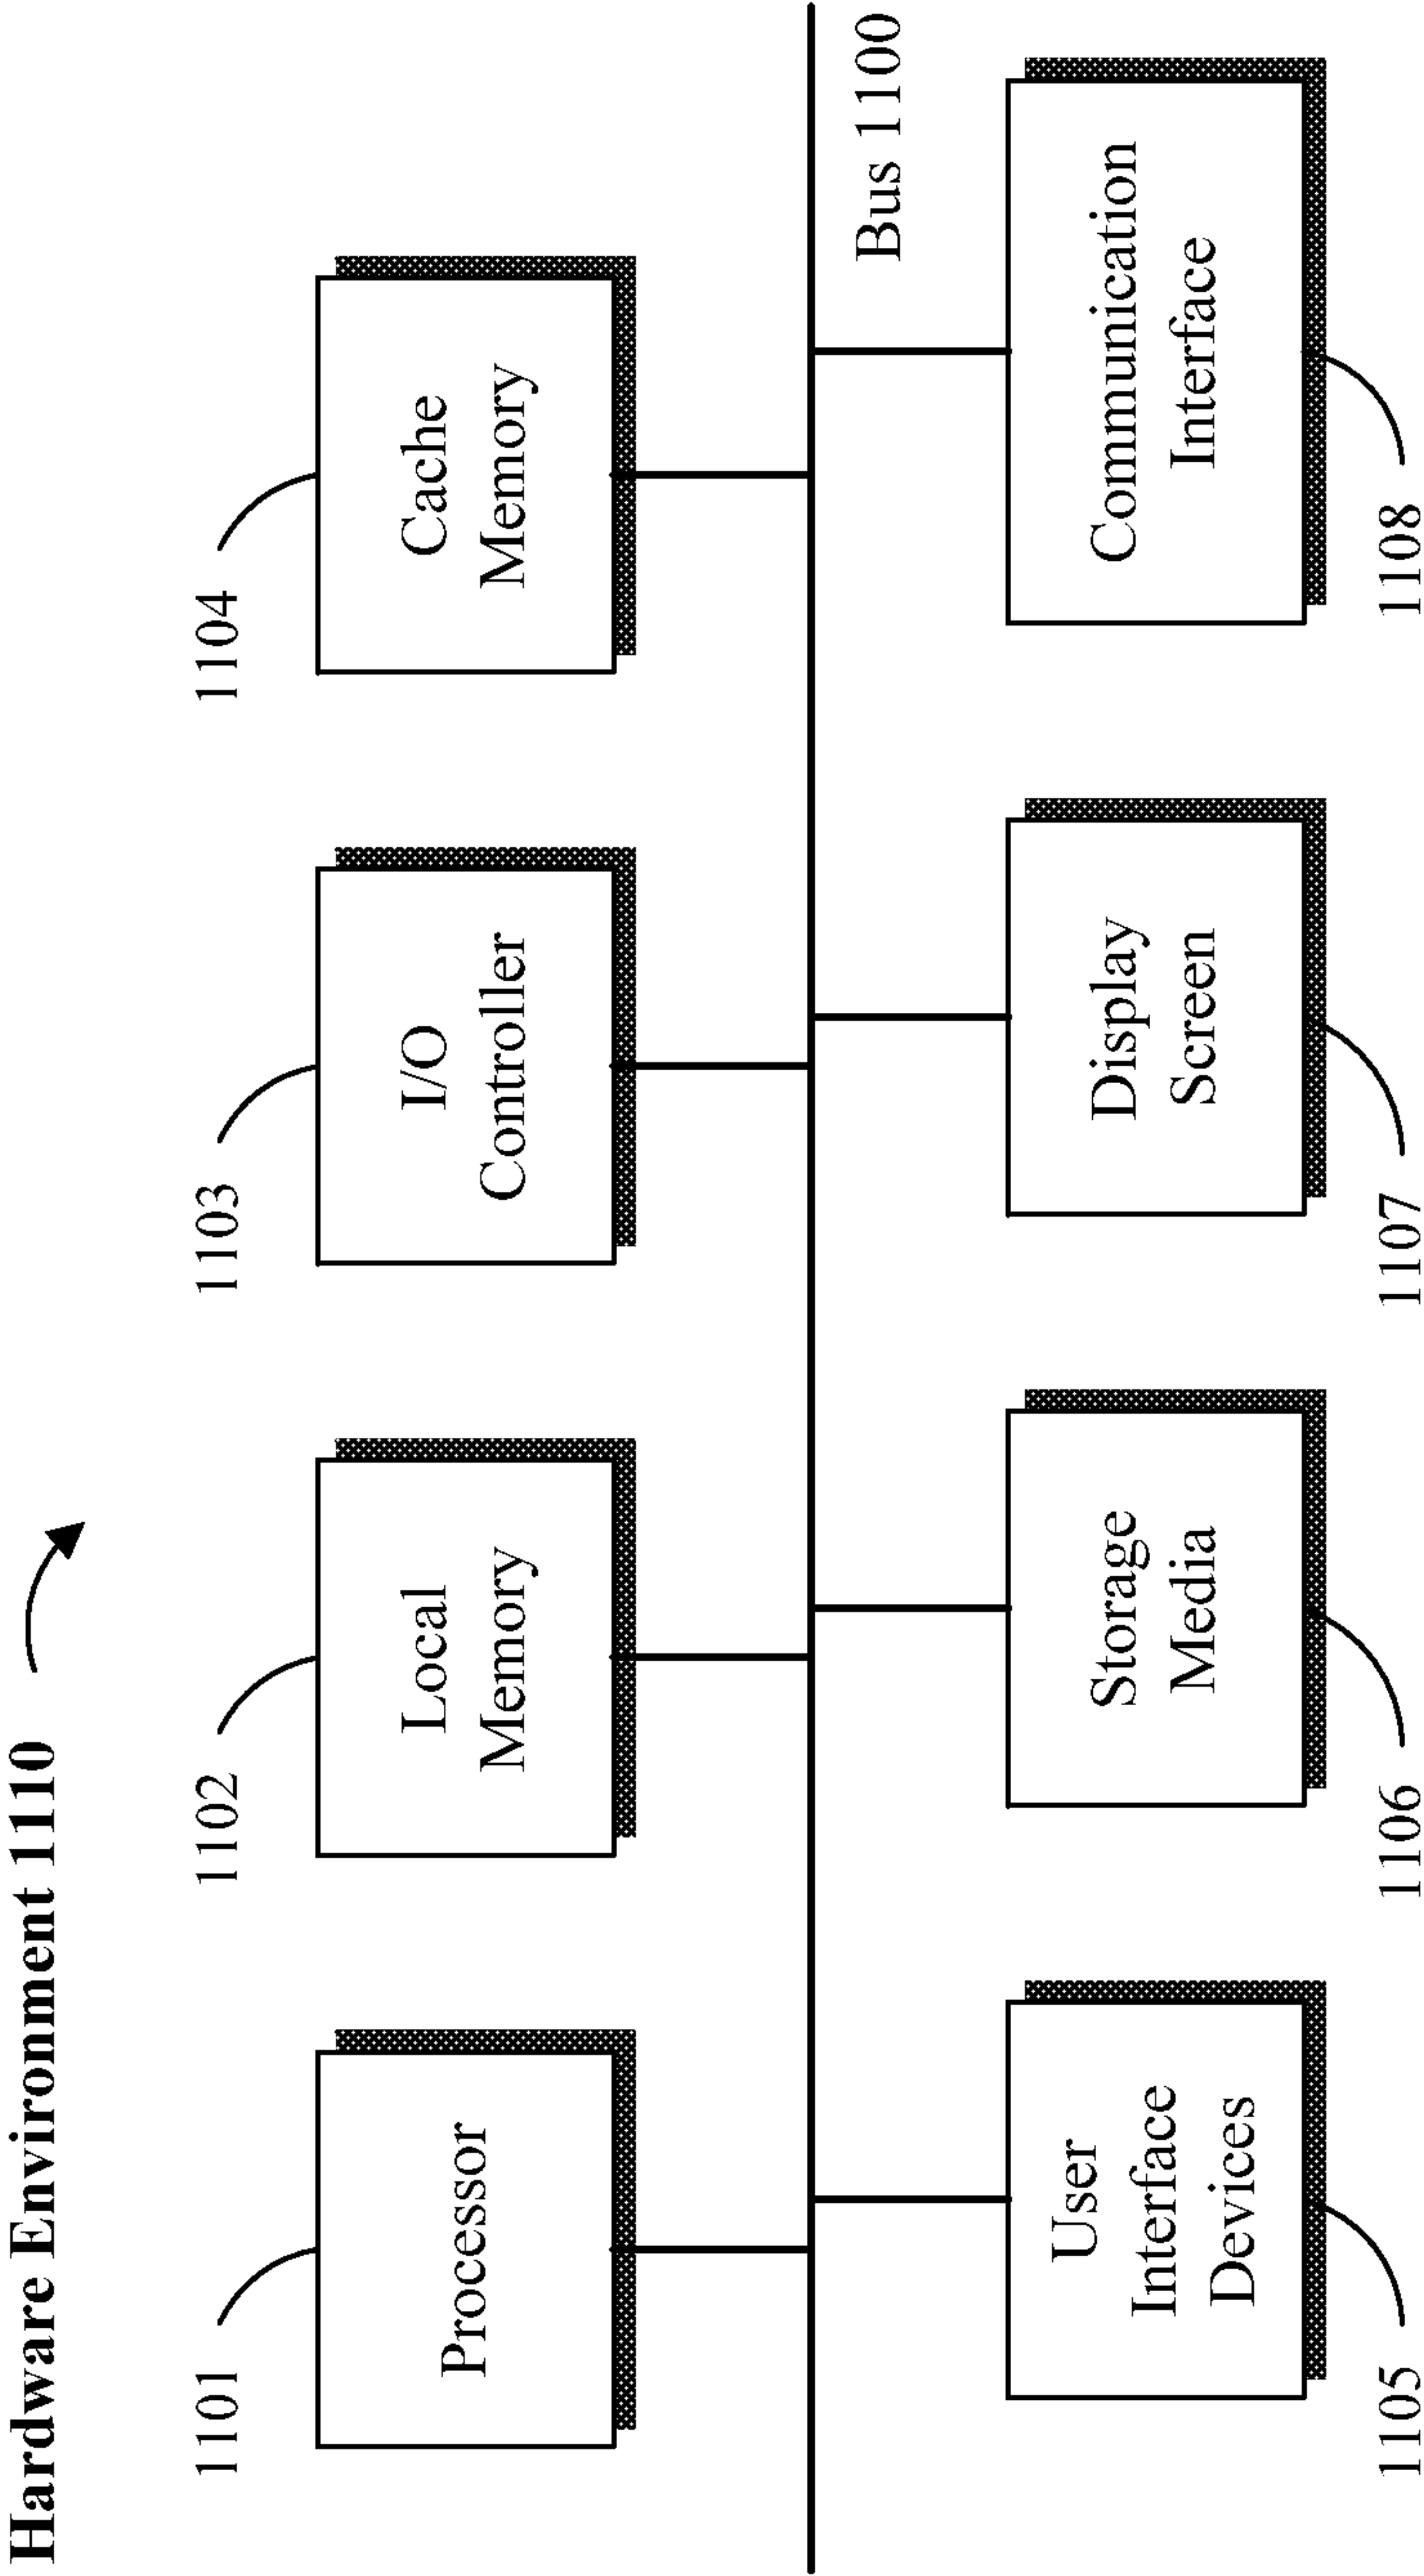 Hardware Environment 1110
1101
1102
1103
1104
Processor
Local
Memory
I/O
Controller
Cache
Memory
Bus 1100
User
Interface
Devices
Storage
Media
Display
Screen
Communication
Interface
1105
1106
1107
1108